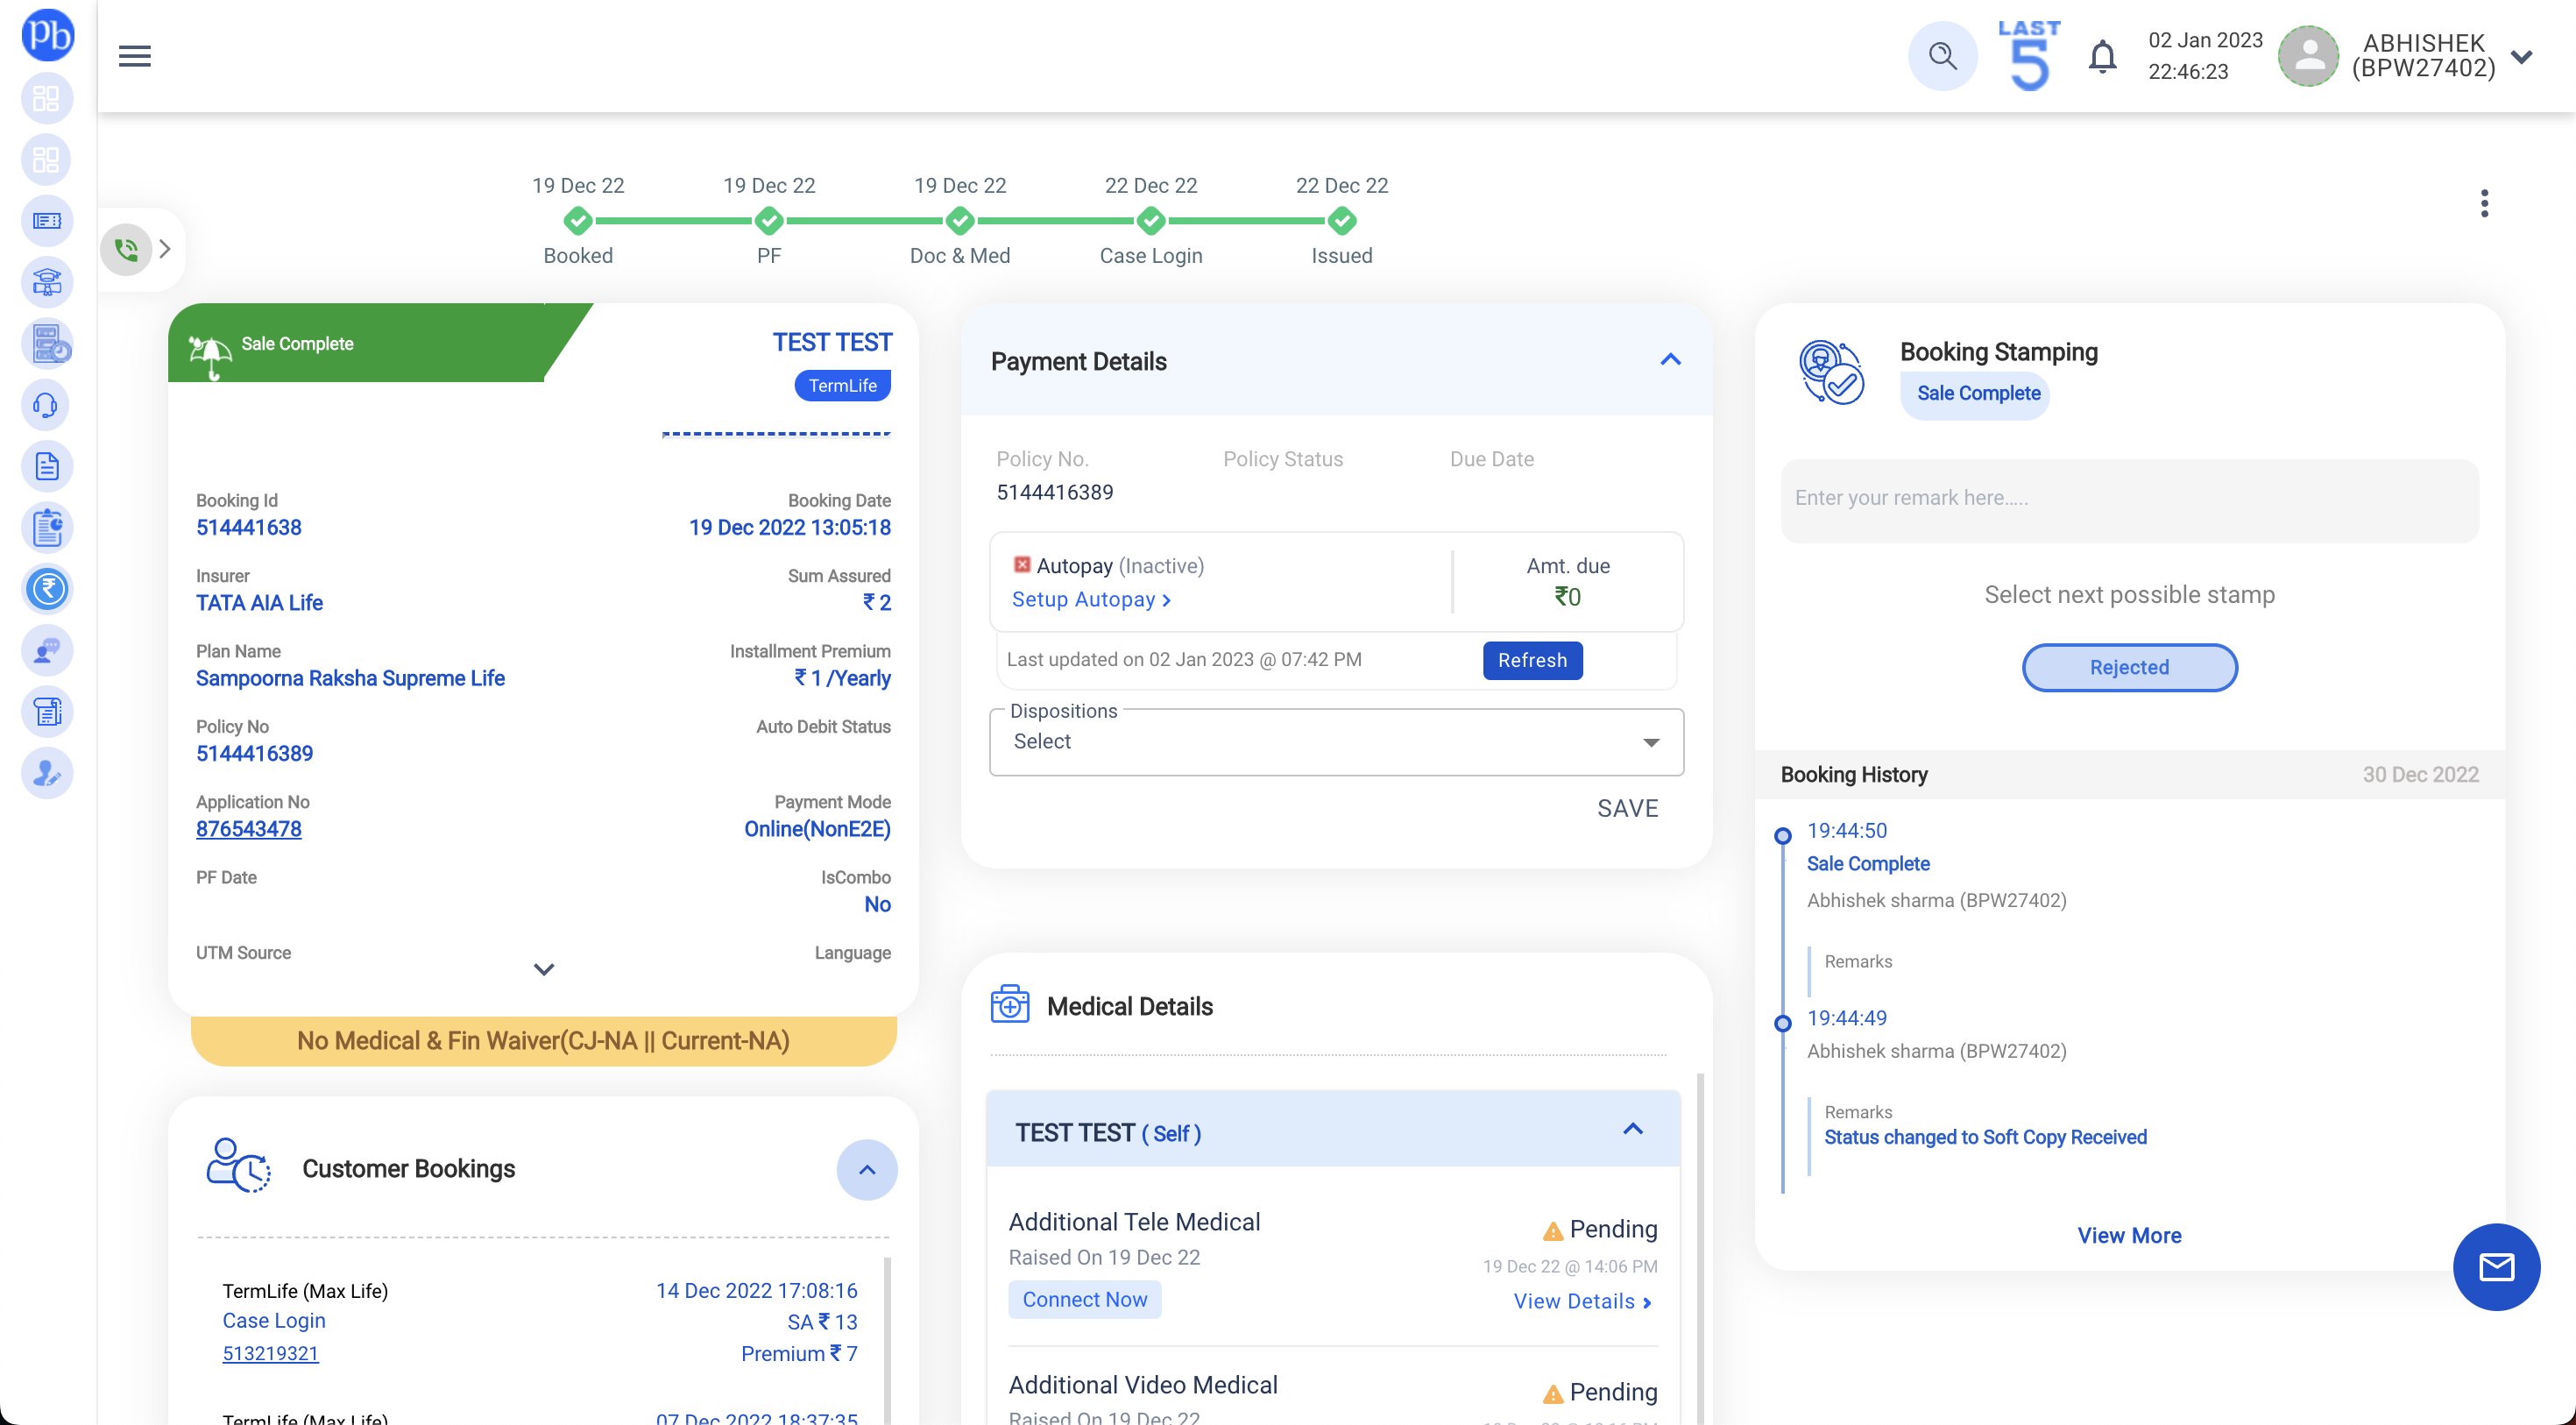 pb
LAST
5
02 Jan 2023
22:46:23
ABHISHEK
(BPW27402)
19 Dec 22
19 Dec 22
19 Dec 22
22 Dec 22
22 Dec 22
Booked
PF
Doc & Med
Case Login
Issued
Sale Complete
TEST TEST
TermLife
Booking Id
514441638
Booking Date
19 Dec 2022 13:05:18
Insurer
TATA AIA Life
Sum Assured
₹ 2
Plan Name
Sampoorna Raksha Supreme Life
Installment Premium
₹ 1 /Yearly
Policy No
5144416389
Auto Debit Status
Application No
876543478
Payment Mode
Online(NonE2E)
PF Date
IsCombo
No
UTM Source
Language
No Medical & Fin Waiver(CJ-NA || Current-NA)
Customer Bookings
TermLife (Max Life)
14 Dec 2022 17:08:16
Case Login
SA ₹ 13
513219321
Premium ₹ 7
TermLife (Max Life)
07 Dec 2022 18:37:35
Payment Details
Policy No.
5144416389
Policy Status
Due Date
Autopay (Inactive)
Setup Autopay
Amt. due
₹0
Last updated on 02 Jan 2023 @ 07:42 PM
Refresh
Dispositions
Select
SAVE
Medical Details
TEST TEST ( Self )
Additional Tele Medical
Raised On 19 Dec 22
Connect Now
Pending
19 Dec 22 @ 14:06 PM
View Details
Additional Video Medical
Raised On 19 Dec 22
Pending
Booking Stamping
Sale Complete
Enter your remark here.....
Select next possible stamp
Rejected
Booking History
30 Dec 2022
19:44:50
Sale Complete
Abhishek sharma (BPW27402)
Remarks
19:44:49
Abhishek sharma (BPW27402)
Remarks
Status changed to Soft Copy Received
View More